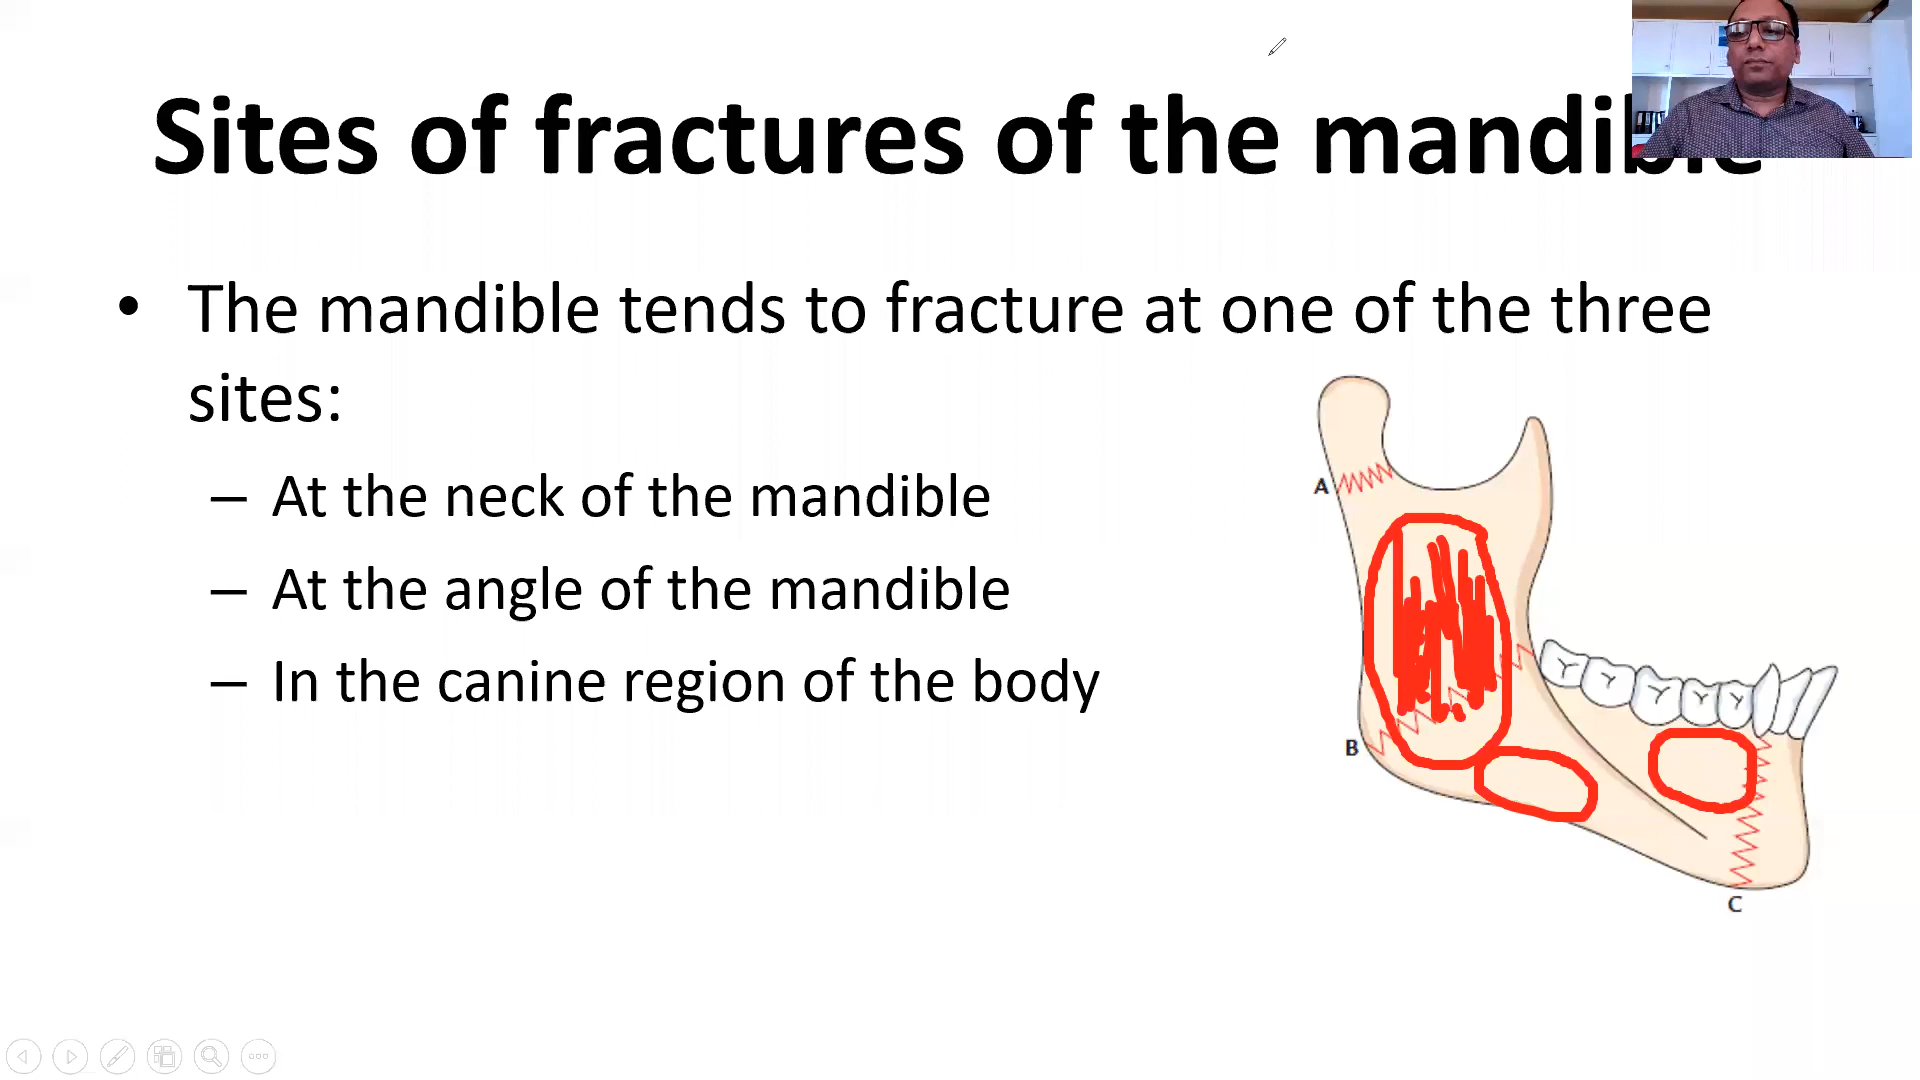 Sites of fractures of the mandible
• The mandible tends to fracture at one of the three
sites:
– At the neck of the mandible
– At the angle of the mandible
– In the canine region of the body
A
B
C